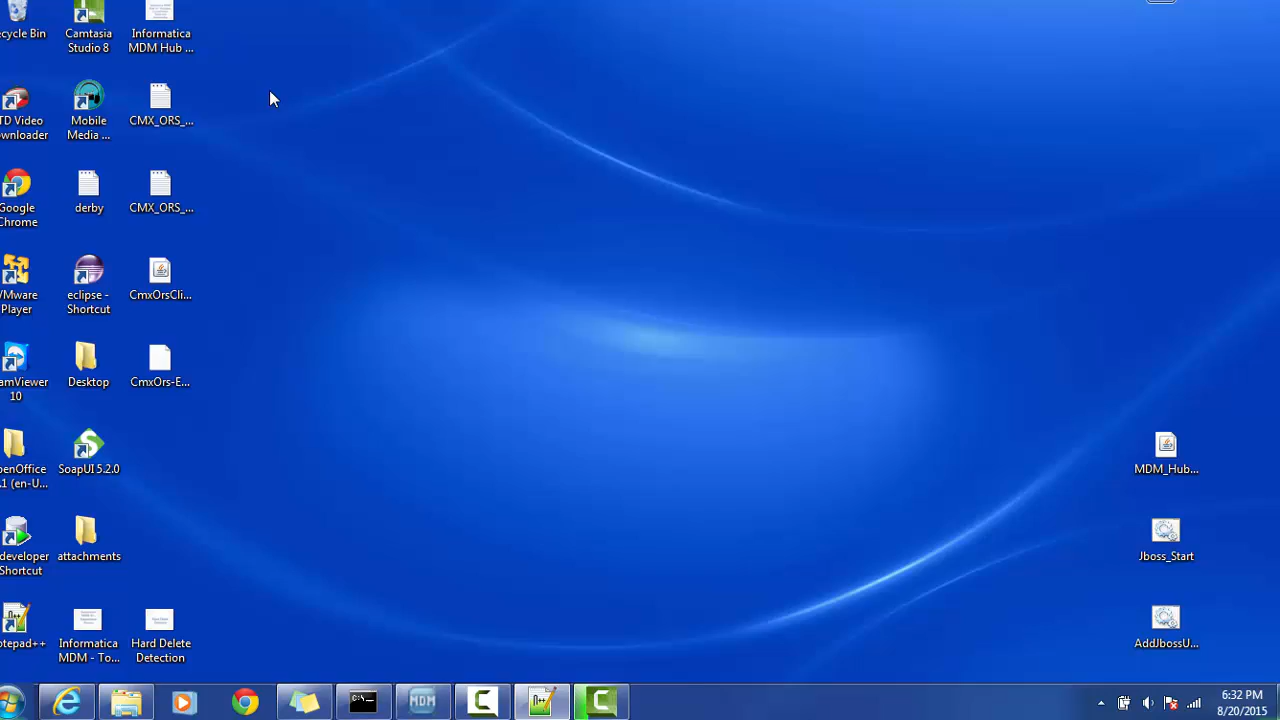 ecycle Bin
Camtasia
Studio 8
Informatica
MDM Hub ...
TD Video
ownloader
Mobile
Media ...
CMX_ORS_...
Google
Chrome
derby
CMX_ORS_...
VMware
Player
eclipse -
Shortcut
CmxOrsCli...
amViewer
10
Desktop
CmxOrs-E...
penOffice
.1 (en-U...
SoapUI 5.2.0
MDM_Hub...
developer
Shortcut
attachments
Jboss_Start
otepad++
Informatica
MDM - To...
Hard Delete
Detection
AddJbossU...
C:\
MDM
6:32 PM
8/20/2015